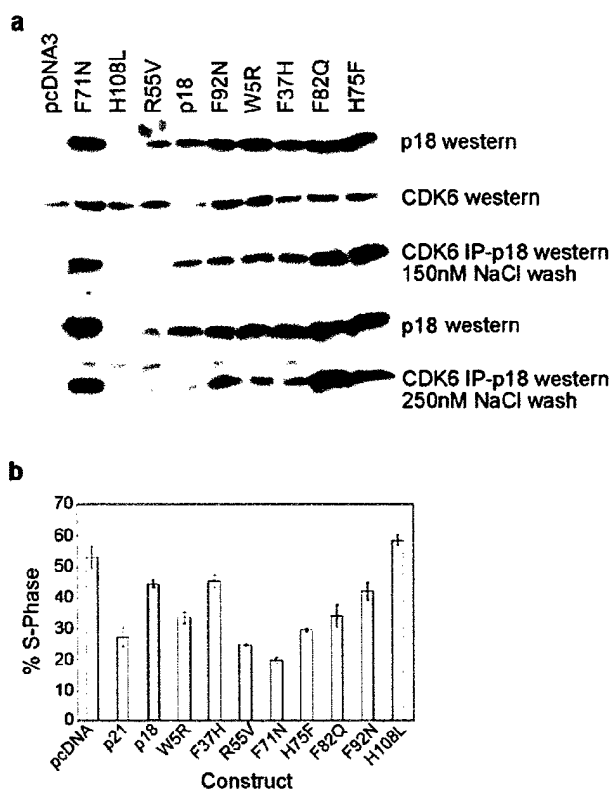 a
pcDNA3
F71N
H108L
R55V
p18
F92N
W5R
F37H
F82Q
H75F
p18 western
CDK6 western
CDK6 IP-p18 western
150nM NaCl wash
p18 western
CDK6 IP-p18 western
250nM NaCl wash
b
% S-Phase
70
60
50
40
30
20
10
0
pcDNA
p21
p18
W5R
F37H
R55V
F71N
H75F
F82Q
F92N
H108L
Construct